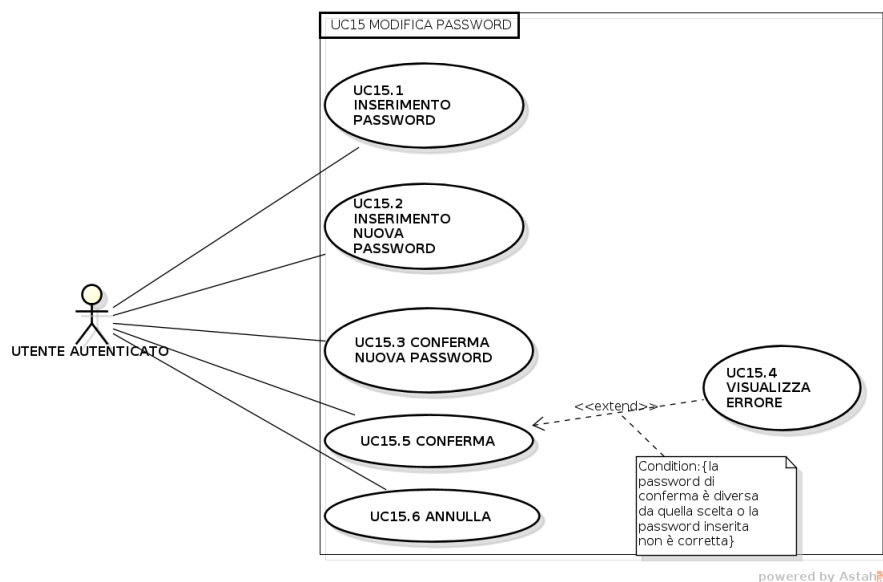 UC15 MODIFICA PASSWORD
UC15.1
INSERIMENTO
PASSWORD
UC15.2
INSERIMENTO
NUOVA
PASSWORD
UTENTE AUTENTICATO
UC15.3 CONFERMA
NUOVA PASSWORD
UC15.4
VISUALIZZA
ERRORE
<<extend>>
UC15.5 CONFERMA
Condition:{la
password di
conferma è diversa
da quella scelta o la
password inserita
non è corretta}
UC15.6 ANNULLA
powered by Astah